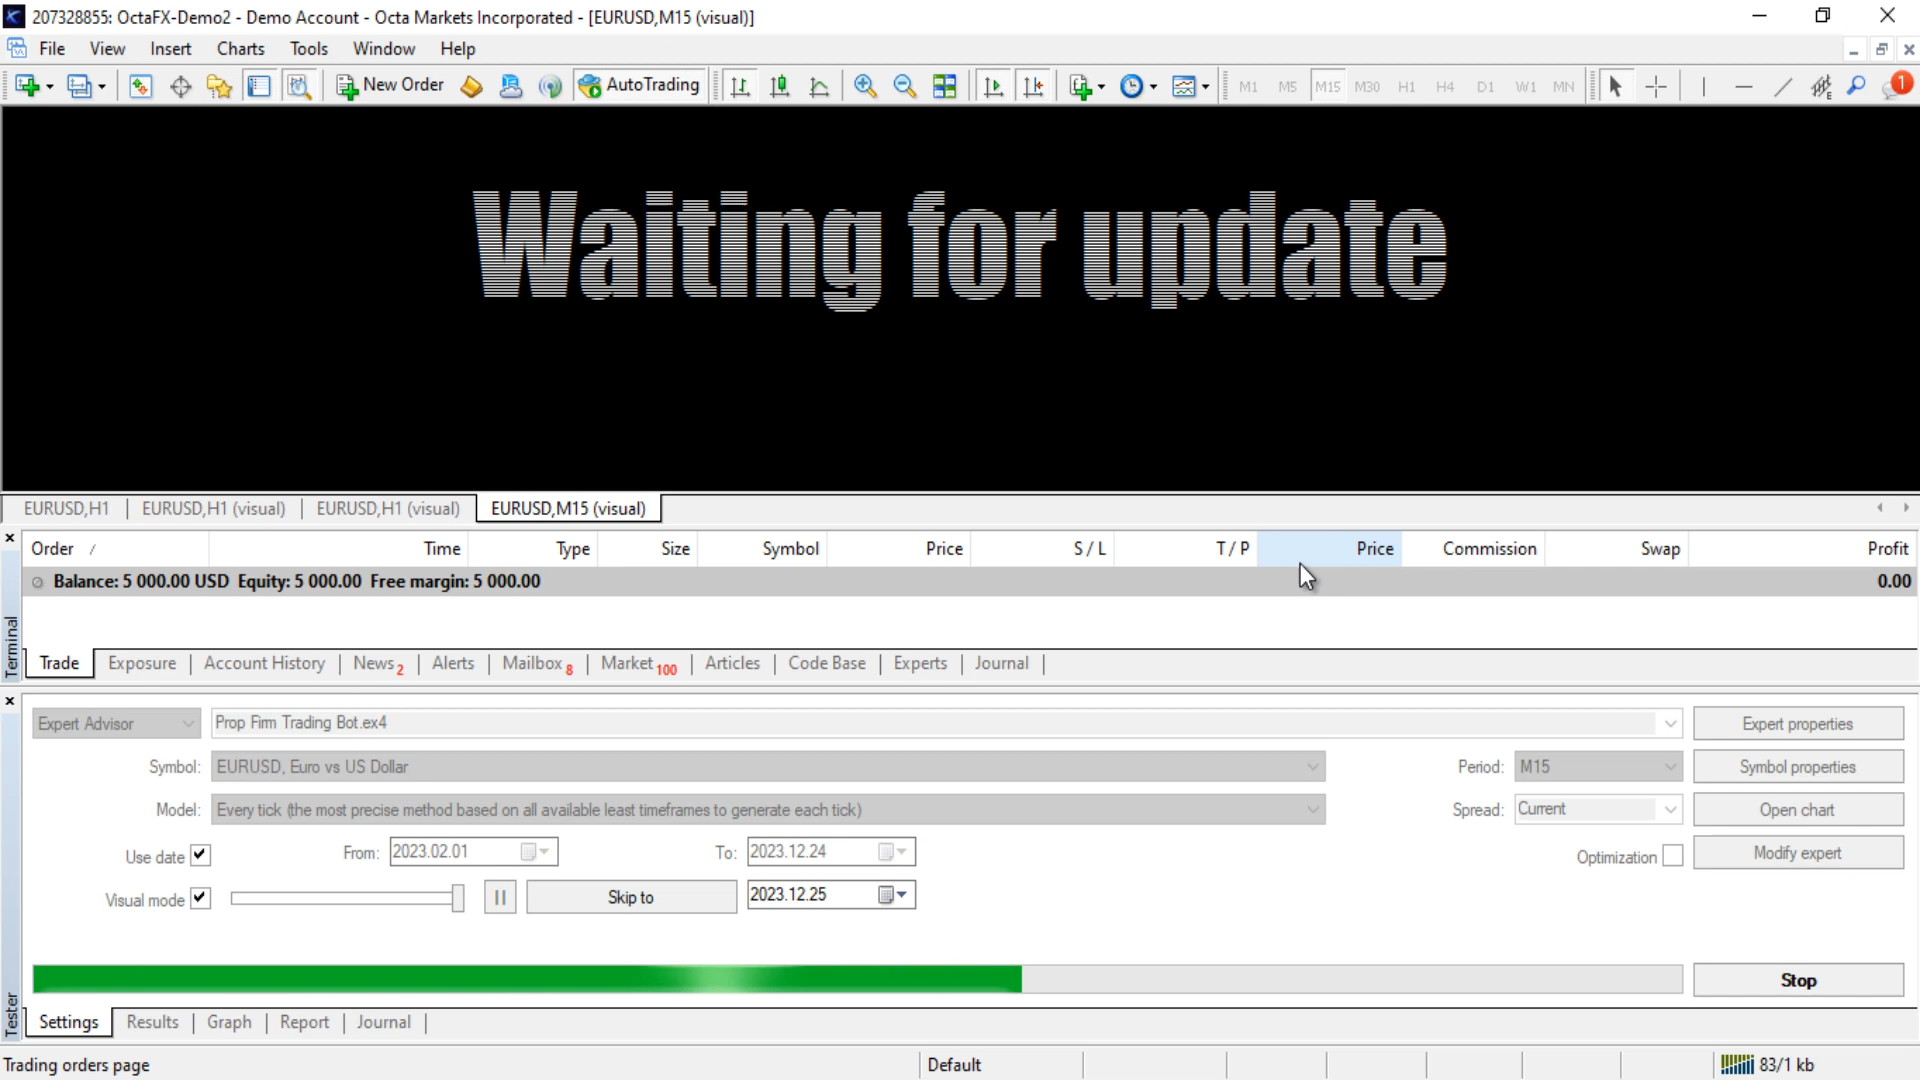 207328855: OctaFX-Demo2 - Demo Account - Octa Markets Incorporated - [EURUSD,M15 (visual)]
File View Insert Charts Tools Window Help
New Order AutoTrading M1 M5 M15 M30 H1 H4 D1 W1 MN 1
Waiting for update
EURUSD,H1 EURUSD,H1 (visual) EURUSD,H1 (visual) EURUSD,M15 (visual)
Order / Time Type Size Symbol Price S / L T / P Price Commission Swap Profit
Balance: 5 000.00 USD Equity: 5 000.00 Free margin: 5 000.00 0.00
Terminal
Trade Exposure Account History News 2 Alerts Mailbox 8 Market 100 Articles Code Base Experts Journal
Expert Advisor Prop Firm Trading Bot.ex4 Expert properties
Symbol: EURUSD, Euro vs US Dollar Period: M15 Symbol properties
Model: Every tick (the most precise method based on all available least timeframes to generate each tick) Spread: Current Open chart
Use date From: 2023.02.01 To: 2023.12.24 Optimization Modify expert
Visual mode Skip to 2023.12.25
Stop
Tester
Settings Results Graph Report Journal
Trading orders page Default 83/1 kb